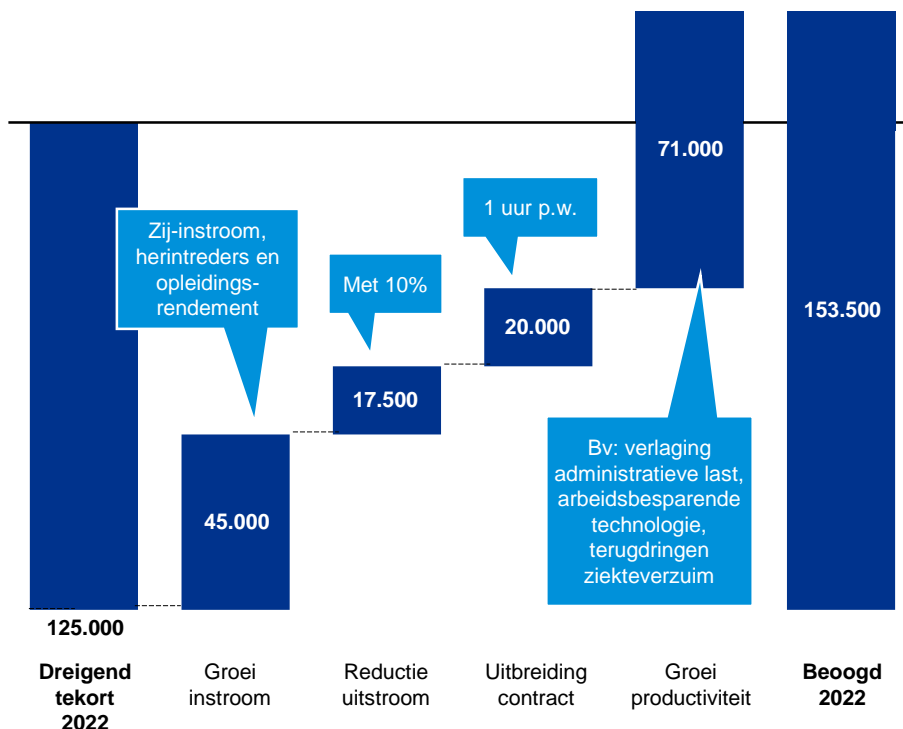 71.000
Zij-instroom,
herintreders en
opleidings-
rendement
Met 10%
1 uur p.w.
20.000
153.500
17.500
45.000
Bv: verlaging
administratieve last,
arbeidsbesparende
technologie,
terugdringen
ziekteverzuim
125.000
Dreigend
tekort
2022
Groei
instroom
Reductie
uitstroom
Uitbreiding
contract
Groei
productiviteit
Beoogd
2022